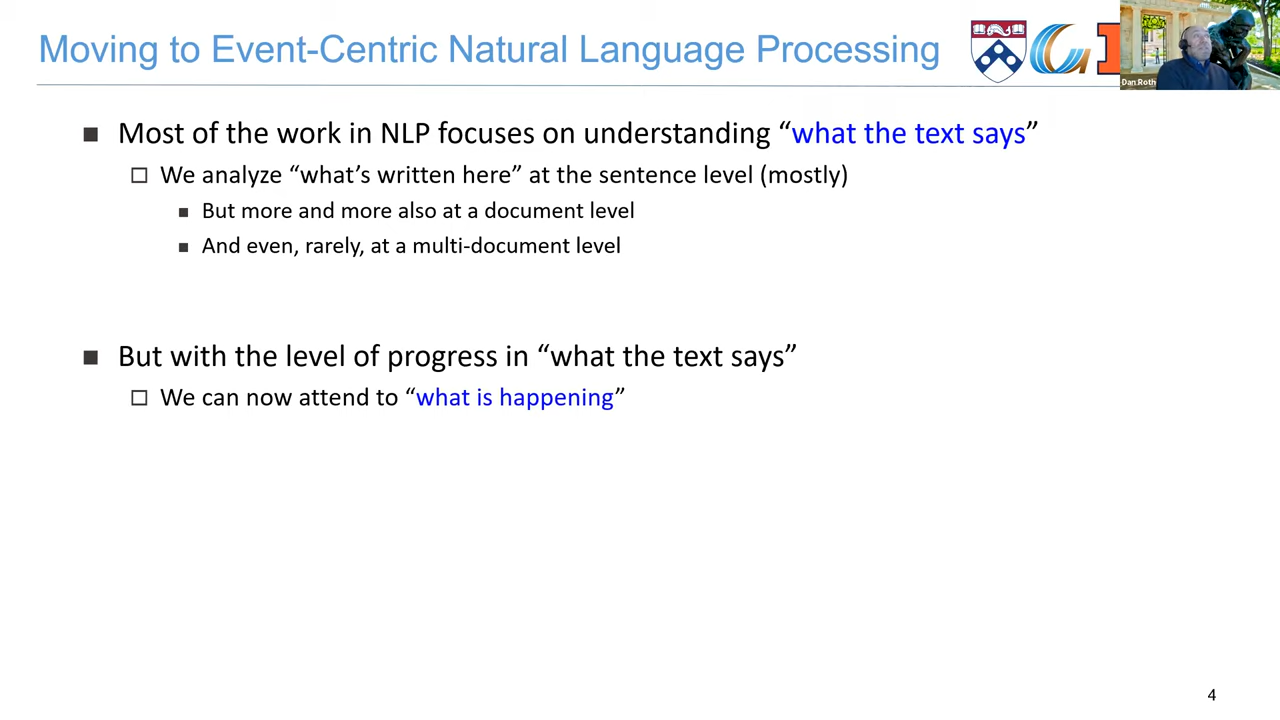 Moving to Event-Centric Natural Language Processing
Dan Roth
■ Most of the work in NLP focuses on understanding “what the text says”
□ We analyze “what’s written here” at the sentence level (mostly)
▪ But more and more also at a document level
▪ And even, rarely, at a multi-document level
■ But with the level of progress in “what the text says”
□ We can now attend to “what is happening”
4